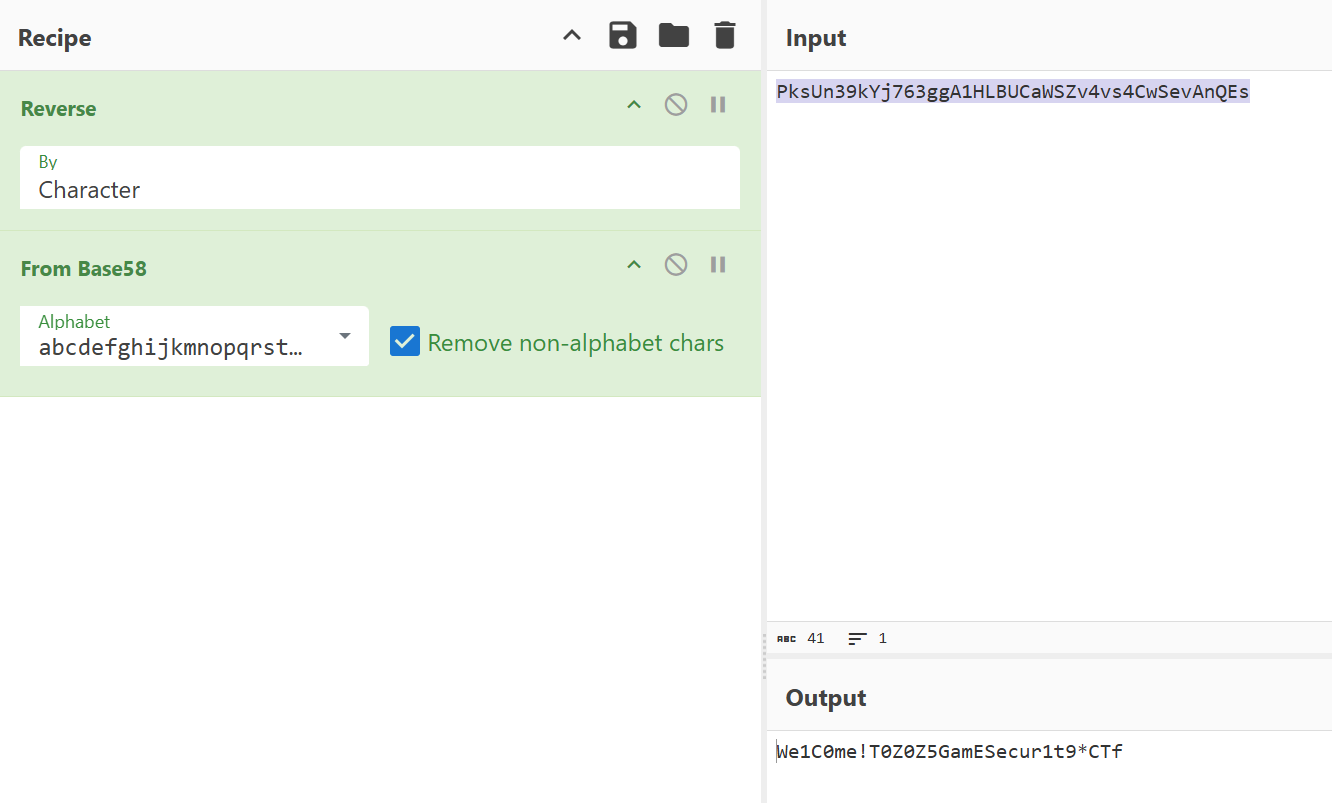 Recipe
Reverse
By
Character
From Base58
Alphabet
abcdefghijkmnopqrst…
Remove non-alphabet chars
Input
PksUn39kYj763ggA1HLBUCaWSZv4vs4CwSevAnQEs
ABC 41 1
Output
We1C0me!T0Z0Z5GamESecur1t9*CTf